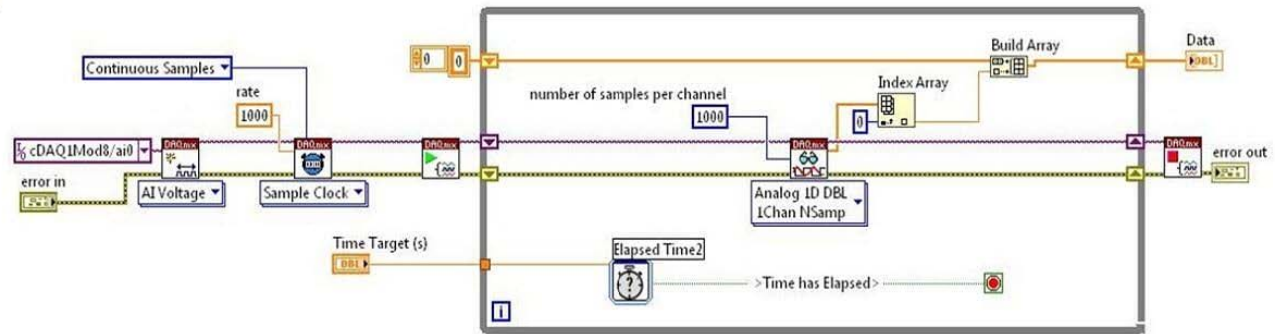 Build Array
Data
DBL
Continuous Samples
0
0
Index Array
rate
number of samples per channel
1000
1000
0
DAQmx
DAQmx
DAQmx
DAQmx
DAQmx
cDAQ1Mod8/ai0
error in
error out
AI Voltage
Sample Clock
Analog 1D DBL
1Chan NSamp
Time Target (s)
Elapsed Time2
DBL
?
>Time has Elapsed>
i